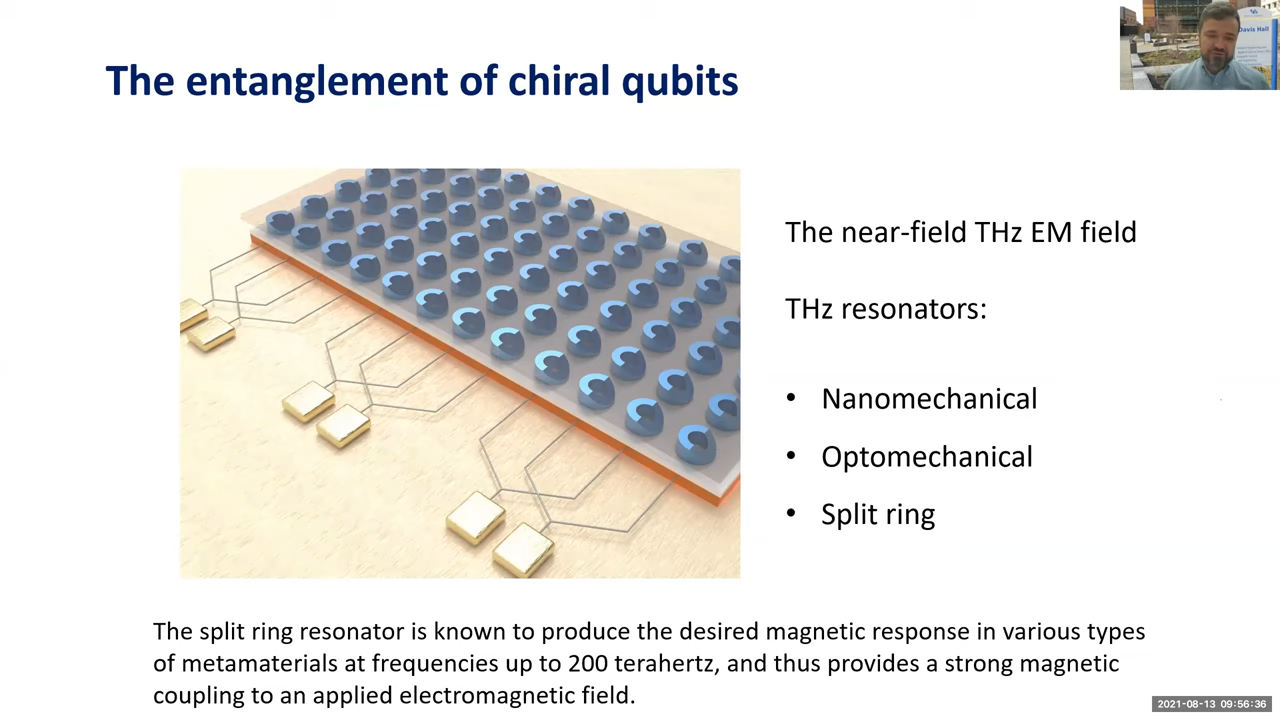 The entanglement of chiral qubits
Davis Hall
The near-field THz EM field
THz resonators:
• Nanomechanical
• Optomechanical
• Split ring
The split ring resonator is known to produce the desired magnetic response in various types
of metamaterials at frequencies up to 200 terahertz, and thus provides a strong magnetic
coupling to an applied electromagnetic field.
2021-08-13 09:56:36